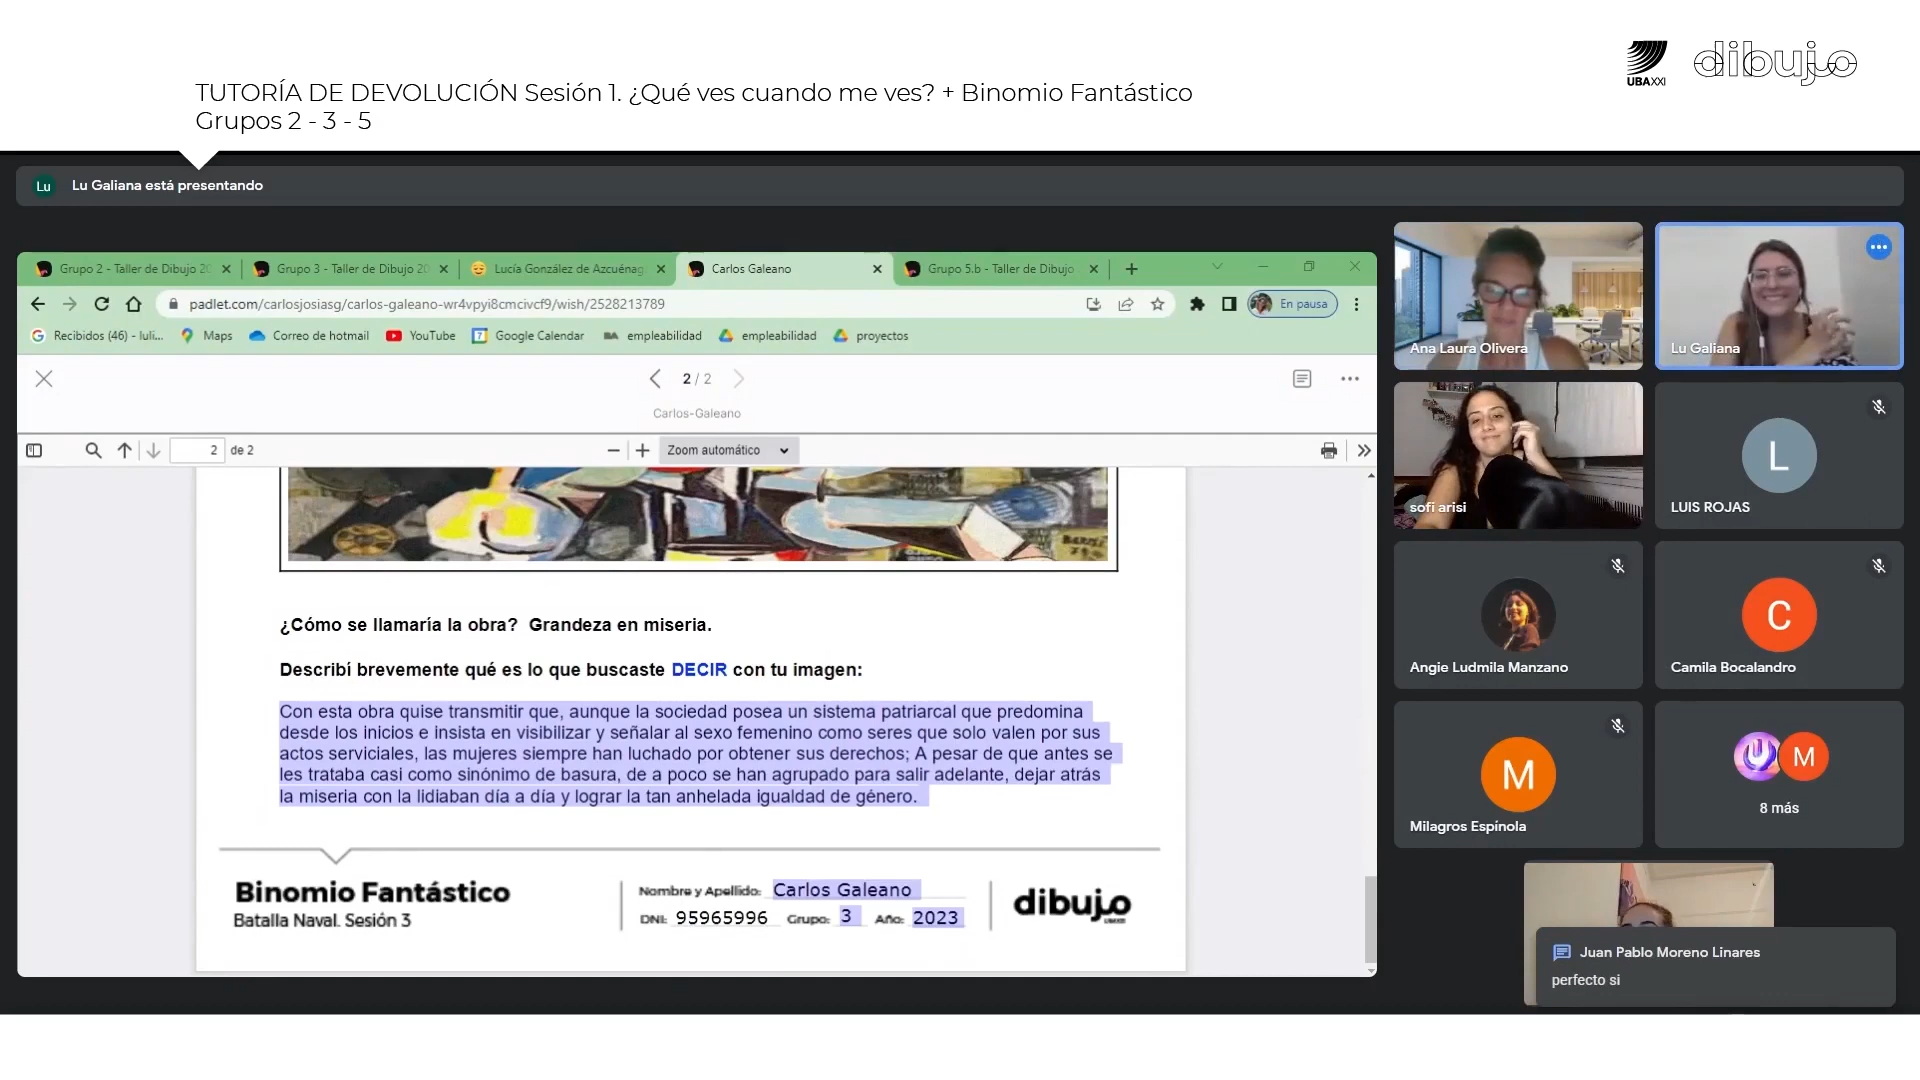 TUTORÍA DE DEVOLUCIÓN Sesión 1. ¿Qué ves cuando me ves? + Binomio Fantástico
Grupos 2 - 3 - 5
UBAXXI
dibujo
Lu
Lu Galiana está presentando
Grupo 2 - Taller de Dibujo 20
Grupo 3 - Taller de Dibujo 20
Lucía González de Azcuénag
Carlos Galeano
Grupo 5.b - Taller de Dibujo
padlet.com/carlosjosiasg/carlos-galeano-wr4vpyi8cmcivcf9/wish/2528213789
En pausa
Recibidos (46) - luli...
Maps
Correo de hotmail
YouTube
Google Calendar
empleabilidad
empleabilidad
proyectos
2 / 2
Carlos-Galeano
2 de 2
Zoom automático
¿Cómo se llamaría la obra? Grandeza en miseria.
Describí brevemente qué es lo que buscaste DECIR con tu imagen:
Con esta obra quise transmitir que, aunque la sociedad posea un sistema patriarcal que predomina
desde los inicios e insista en visibilizar y señalar al sexo femenino como seres que solo valen por sus
actos serviciales, las mujeres siempre han luchado por obtener sus derechos; A pesar de que antes se
les trataba casi como sinónimo de basura, de a poco se han agrupado para salir adelante, dejar atrás
la miseria con la lidiaban día a día y lograr la tan anhelada igualdad de género.
Binomio Fantástico
Batalla Naval. Sesión 3
Nombre y Apellido: Carlos Galeano
DNI: 95965996 Grupo: 3 Año: 2023
dibujo
Ana Laura Olivera
Lu Galiana
sofi arisi
L
LUIS ROJAS
Angie Ludmila Manzano
C
Camila Bocalandro
M
Milagros Espínola
M
8 más
Juan Pablo Moreno Linares
perfecto si